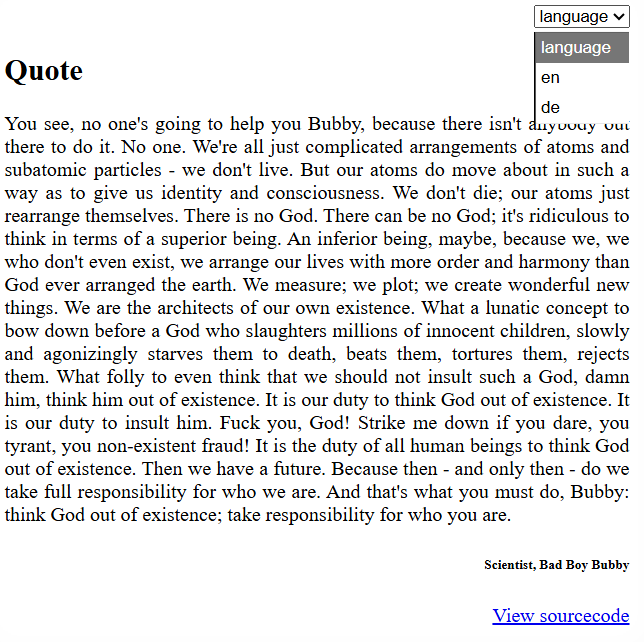 language
language
en
de
Quote
You see, no one's going to help you Bubby, because there isn't anybody out
there to do it. No one. We're all just complicated arrangements of atoms and
subatomic particles - we don't live. But our atoms do move about in such a
way as to give us identity and consciousness. We don't die; our atoms just
rearrange themselves. There is no God. There can be no God; it's ridiculous to
think in terms of a superior being. An inferior being, maybe, because we, we
who don't even exist, we arrange our lives with more order and harmony than
God ever arranged the earth. We measure; we plot; we create wonderful new
things. We are the architects of our own existence. What a lunatic concept to
bow down before a God who slaughters millions of innocent children, slowly
and agonizingly starves them to death, beats them, tortures them, rejects
them. What folly to even think that we should not insult such a God, damn
him, think him out of existence. It is our duty to think God out of existence. It
is our duty to insult him. Fuck you, God! Strike me down if you dare, you
tyrant, you non-existent fraud! It is the duty of all human beings to think God
out of existence. Then we have a future. Because then - and only then - do we
take full responsibility for who we are. And that's what you must do, Bubby:
think God out of existence; take responsibility for who you are.
Scientist, Bad Boy Bubby
View sourcecode